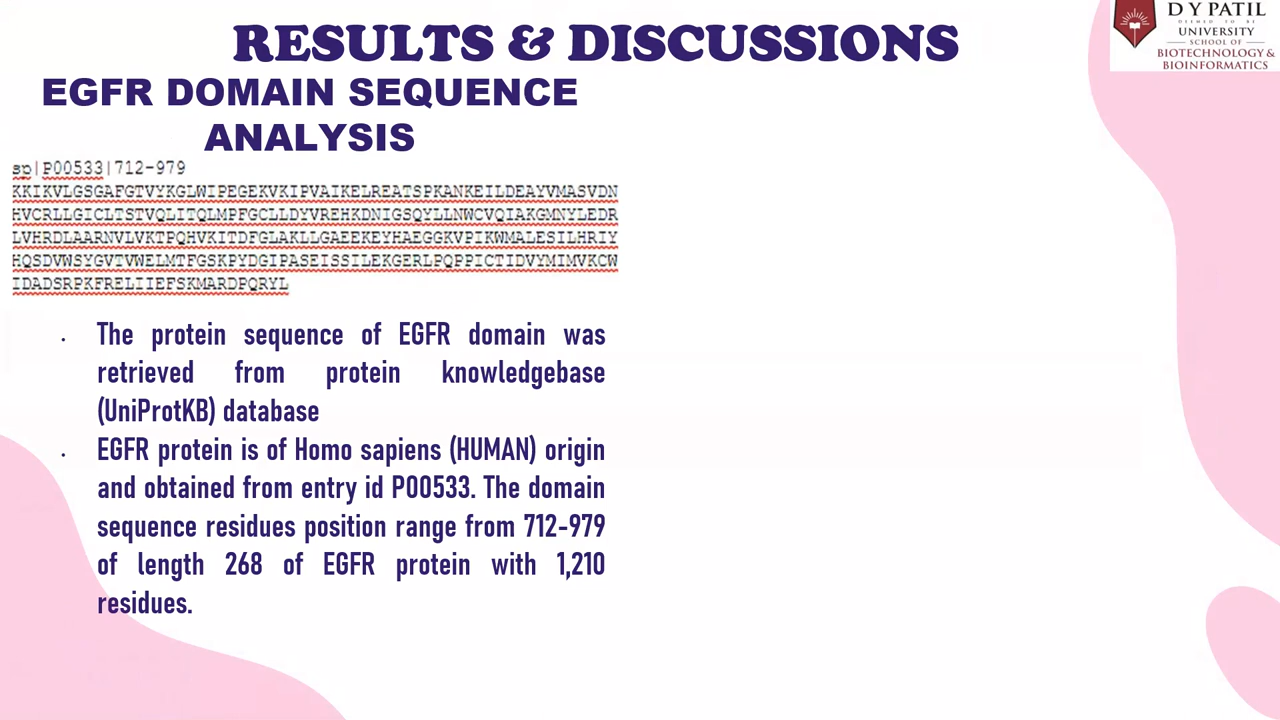 RESULTS & DISCUSSIONS
D Y PATIL
DEEMED TO BE
UNIVERSITY
SCHOOL OF
BIOTECHNOLOGY &
BIOINFORMATICS
EGFR DOMAIN SEQUENCE
ANALYSIS
sp|P00533|712-979
KKIKVLGSGAFGTVYKGLWIPEGEKVKIPVAIKELREATSPKANKEILDEAYVMASVDN
HVCRLLGICLTSTVQLITQLMPFGCLLDYVREHKDNIGSQYLLNWCVQIAKGMNYLEDR
LVHRDLAARNVLVKTPQHVKITDFGLAKLLGAEEKEYHAEGGKVPIKWMALESILHRIY
HQSDVWSYGVTVWELMTFGSKPYDGIPASEISSILEKGERLPQPPICTIDVYMIMVKCW
IDADSRPKFRELIIEFSKMARDPQRYL
• The protein sequence of EGFR domain was
retrieved from protein knowledgebase
(UniProtKB) database
• EGFR protein is of Homo sapiens (HUMAN) origin
and obtained from entry id P00533. The domain
sequence residues position range from 712-979
of length 268 of EGFR protein with 1,210
residues.